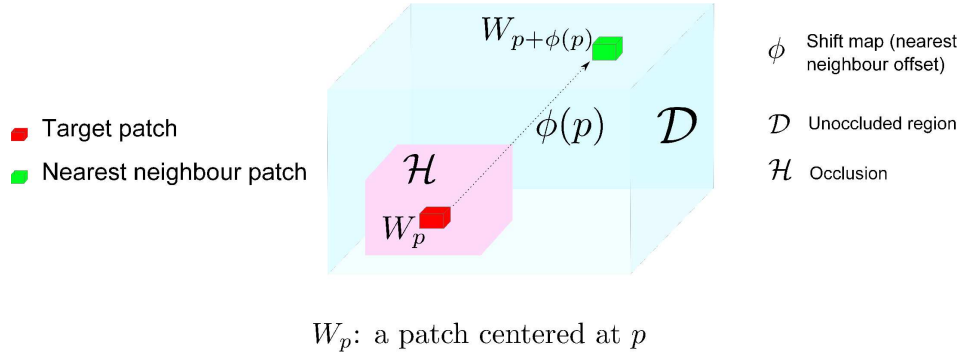 Target patch
Nearest neighbour patch
W_{p+ϕ(p)}
ϕ(p)
𝒟
ℋ
W_p
ϕ Shift map (nearest
neighbour offset)
𝒟 Unoccluded region
ℋ Occlusion
W_p: a patch centered at p